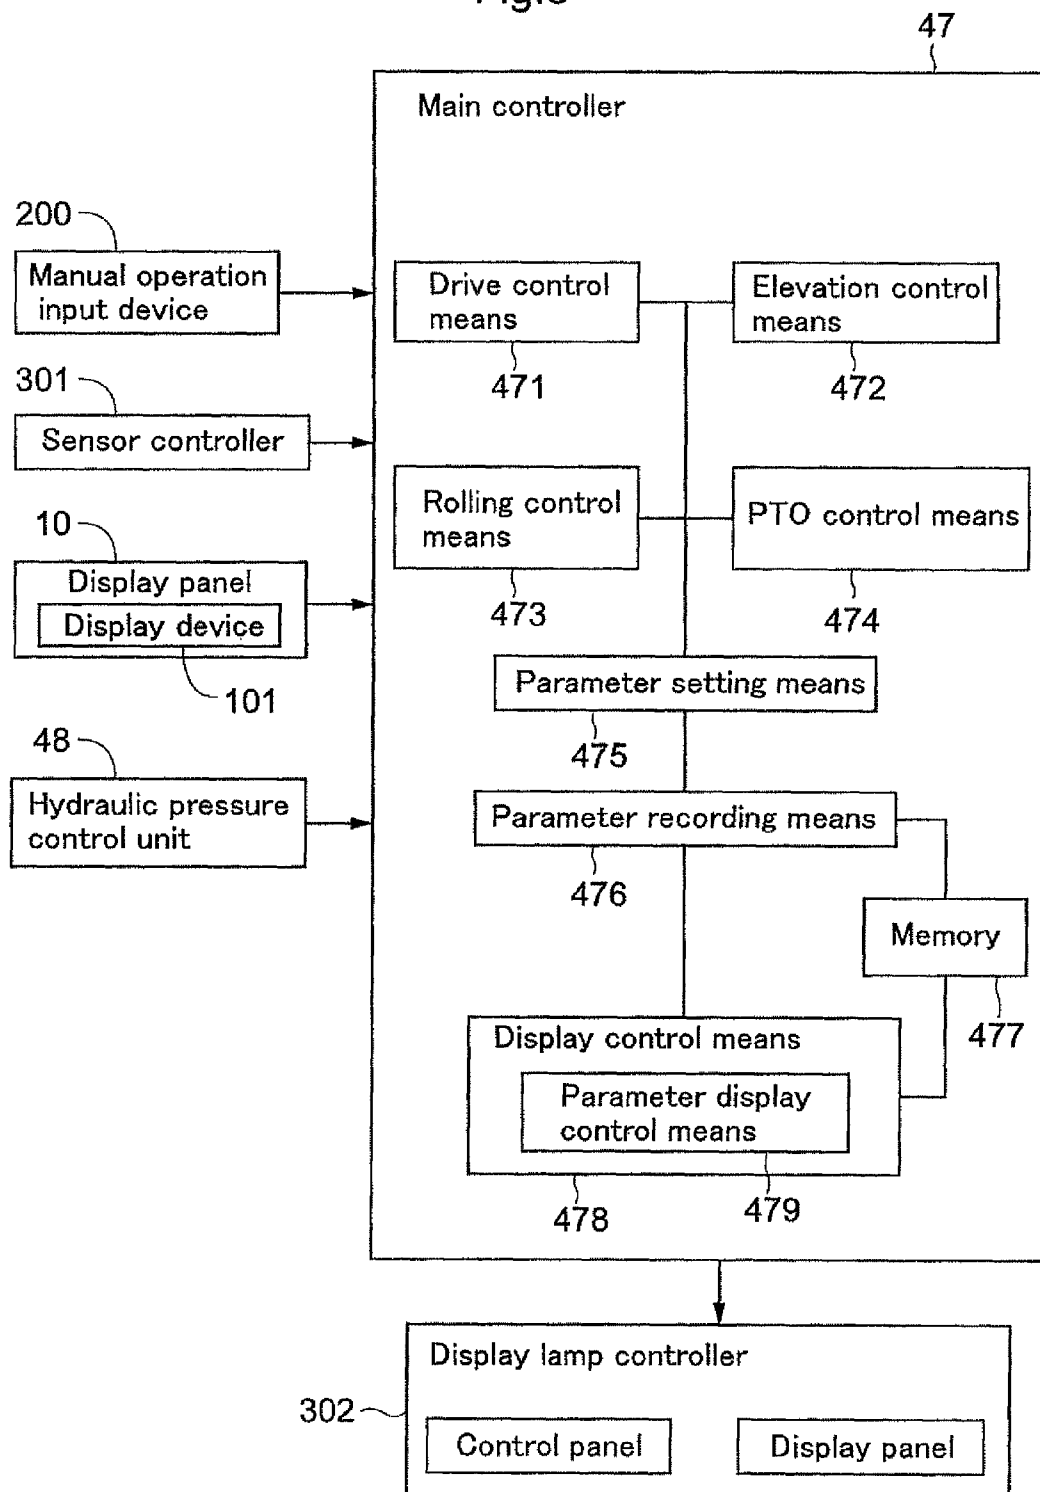 47
Main controller
200
Manual operation
input device
Drive control
means
471
Elevation control
means
472
301
Sensor controller
10
Display panel
Display device
101
Rolling control
means
473
PTO control means
474
Parameter setting means
475
48
Hydraulic pressure
control unit
Parameter recording means
476
Memory
477
Display control means
Parameter display
control means
478
479
Display lamp controller
302
Control panel
Display panel